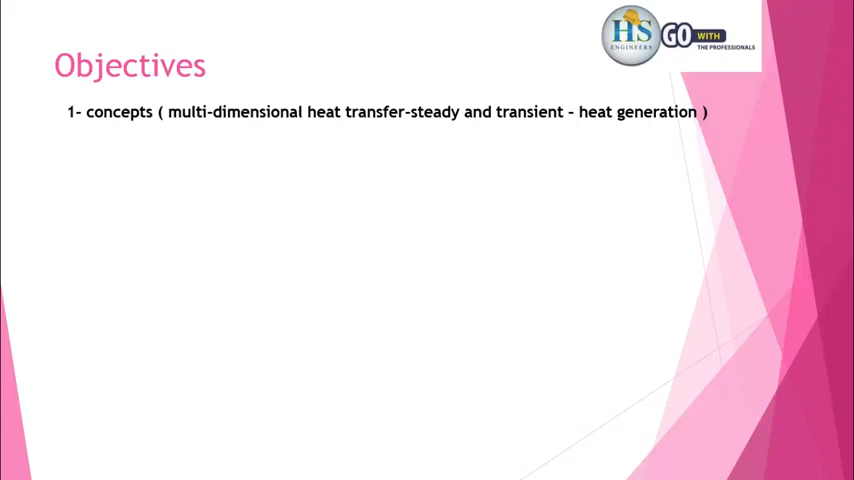 HS
ENGINEERS
GO WITH
THE PROFESSIONALS
Objectives
1- concepts ( multi-dimensional heat transfer-steady and transient – heat generation )